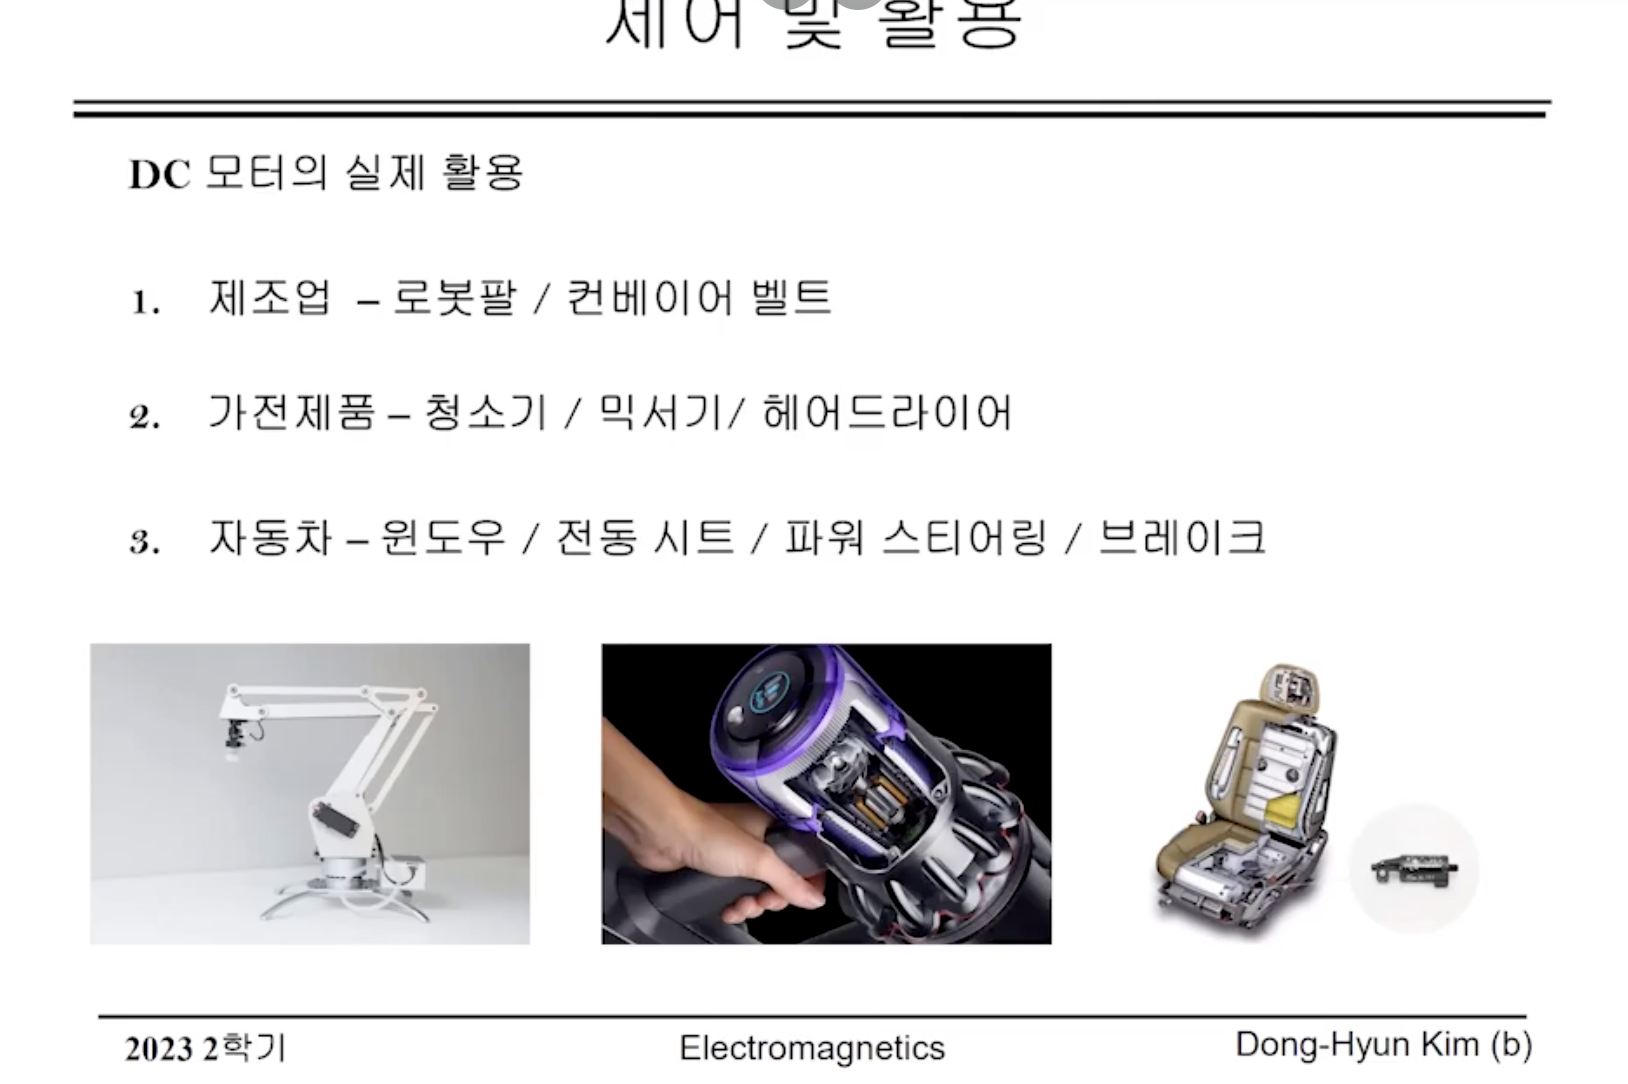 제어 및 활용
DC 모터의 실제 활용
1. 제조업 – 로봇팔 / 컨베이어 벨트
2. 가전제품 – 청소기 / 믹서기/ 헤어드라이어
3. 자동차 – 윈도우 / 전동 시트 / 파워 스티어링 / 브레이크
2023 2학기
Electromagnetics
Dong-Hyun Kim (b)